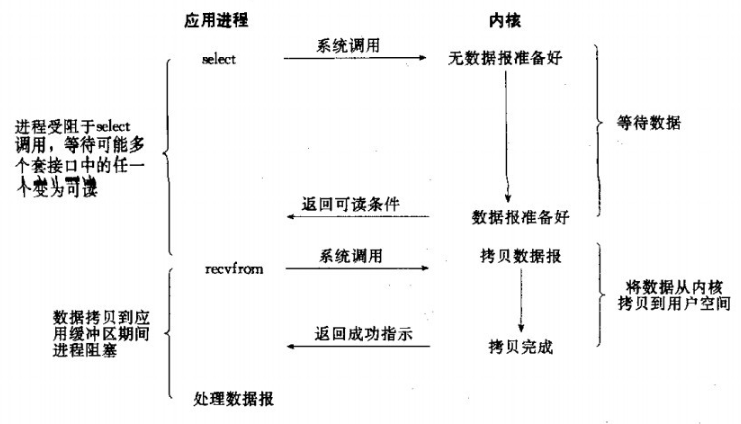 应用进程
内核
select
系统调用
无数据报准备好
进程受阻于select
调用，等待可能多
个套接口中的任一
个变为可读
等待数据
返回可读条件
数据报准备好
recvfrom
系统调用
拷贝数据报
数据拷贝到应
用缓冲区期间
进程阻塞
将数据从内核
拷贝到用户空间
返回成功指示
拷贝完成
处理数据报